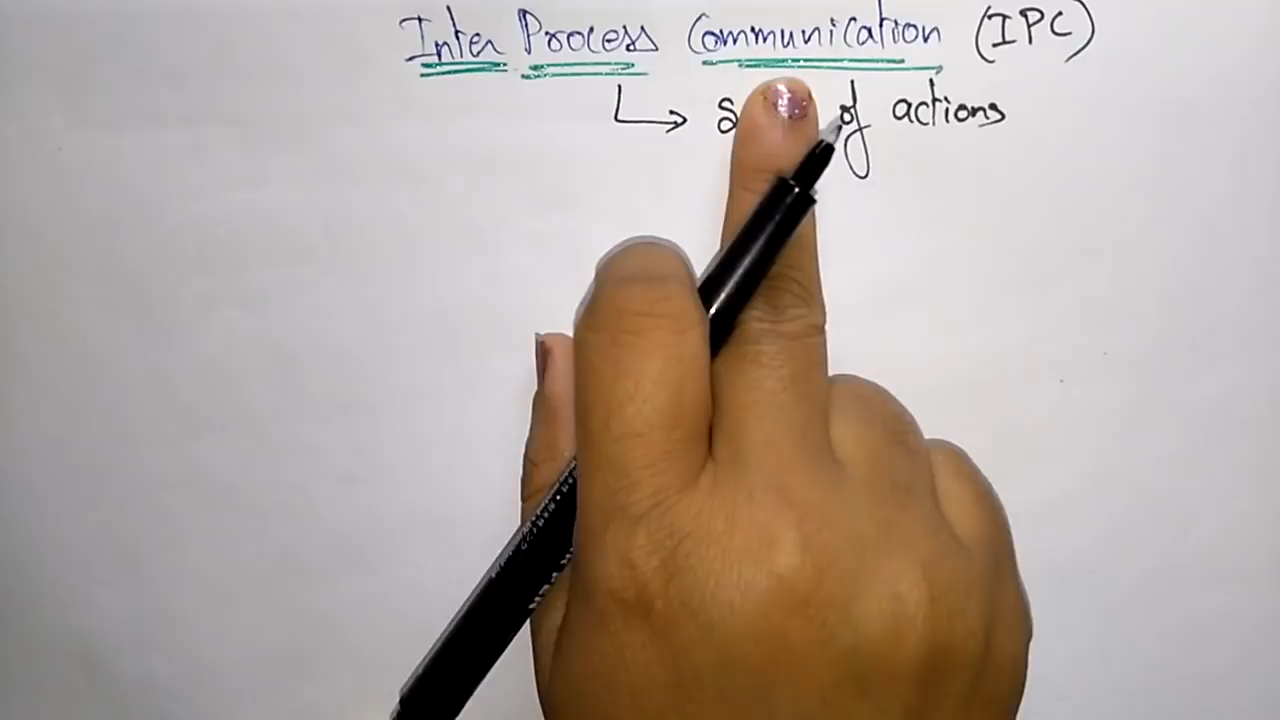 Inter Process Communication (IPC)
of actions